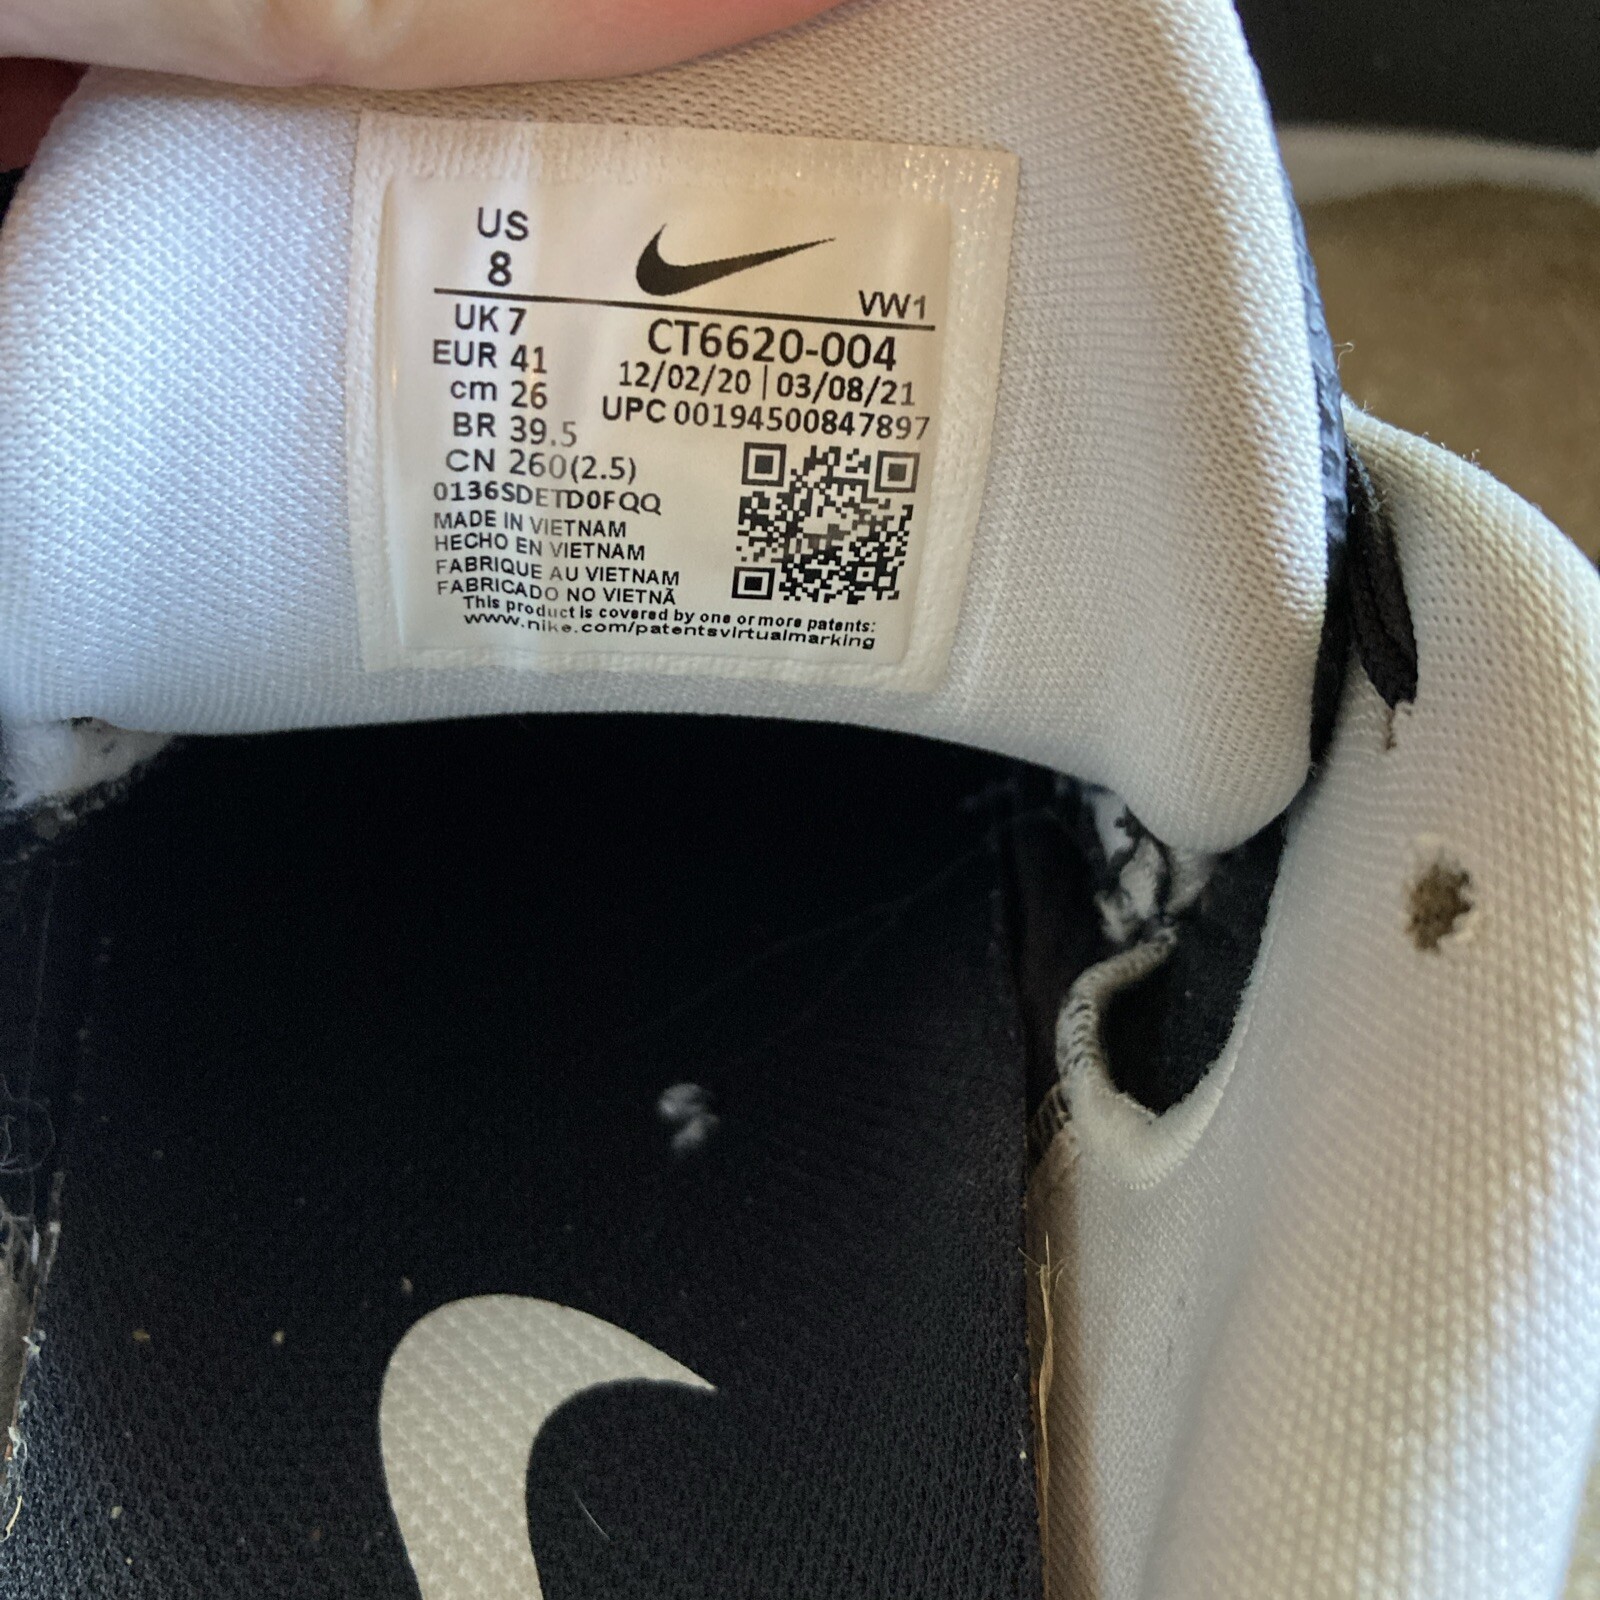 US
8
VW1
UK 7
CT6620-004
EUR 41
12/02/20 | 03/08/21
cm 26
UPC 00194500847897
BR 39.5
CN 260(2.5)
0136SDETD0FQQ
MADE IN VIETNAM
HECHO EN VIETNAM
FABRIQUE AU VIETNAM
FABRICADO NO VIETNÃ
This product is covered by one or more patents:
www.nike.com/patentsvirtualmarking